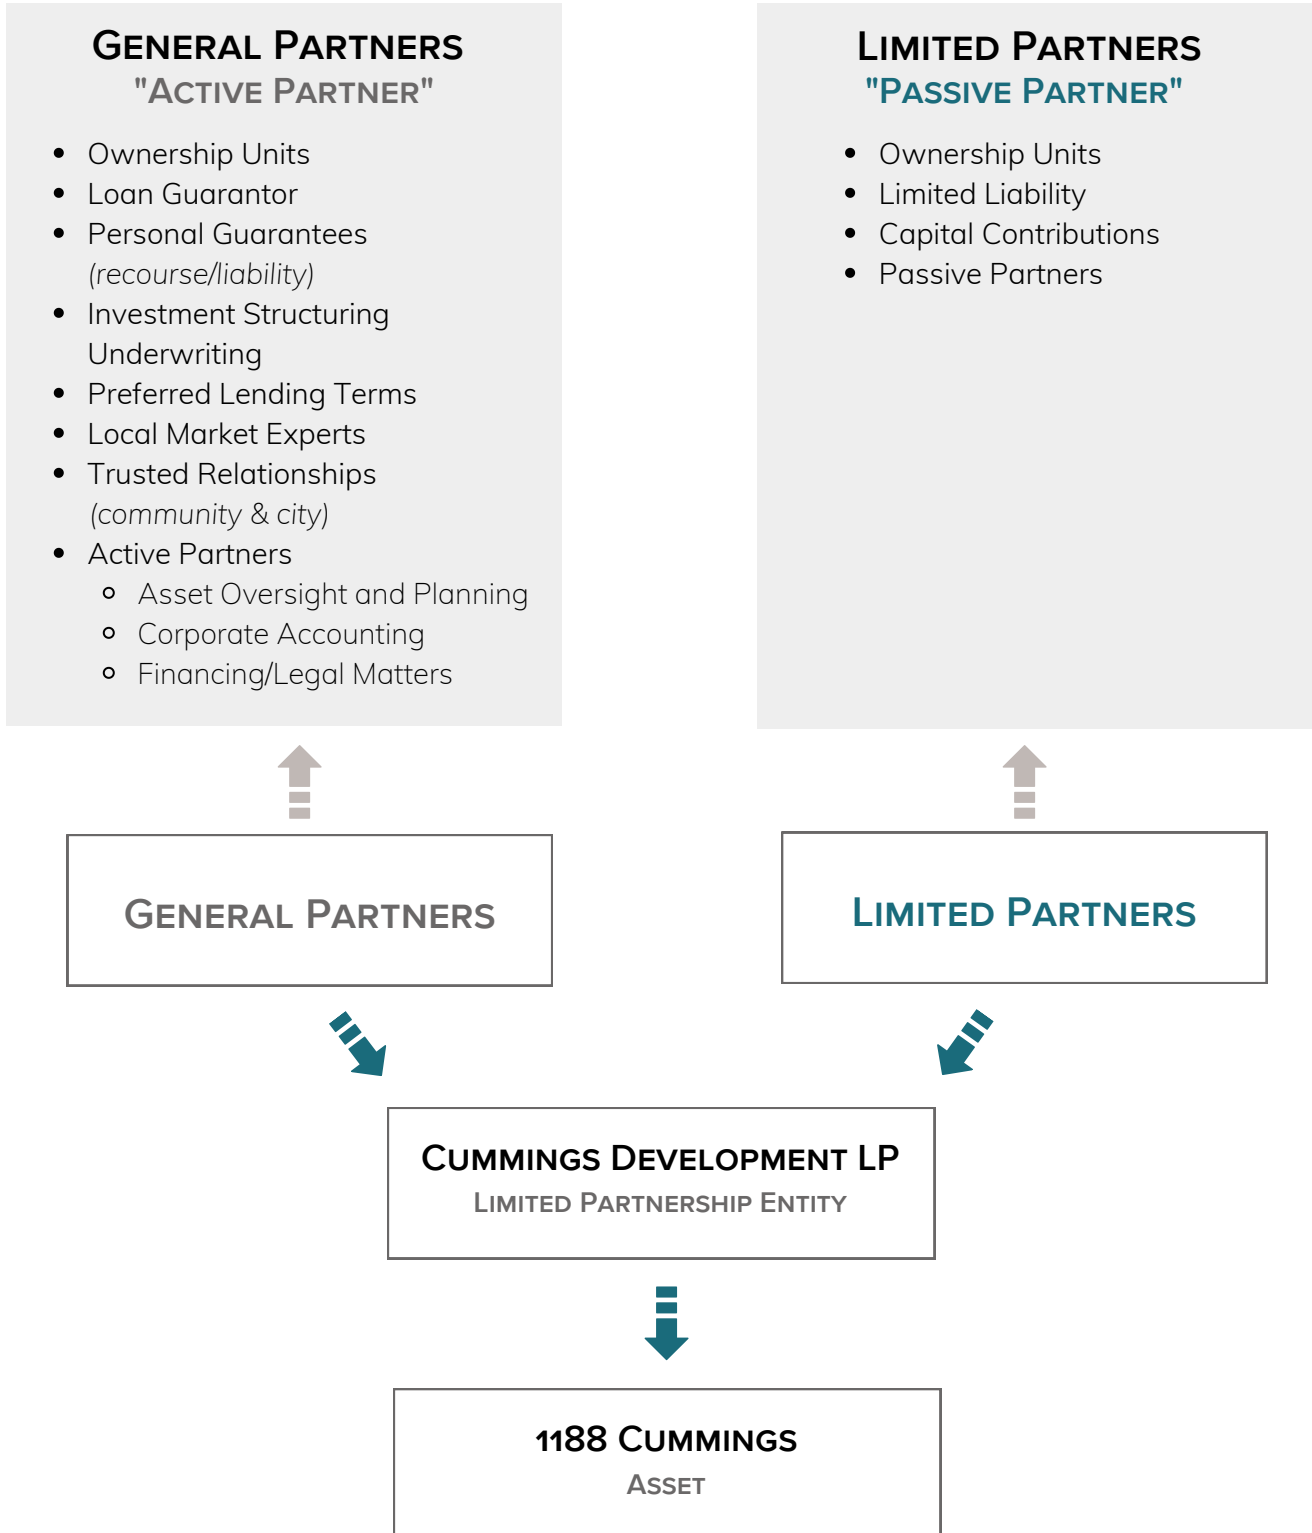 General Partners
"Active Partner"
• Ownership Units
• Loan Guarantor
• Personal Guarantees
(recourse/liability)
• Investment Structuring
Underwriting
• Preferred Lending Terms
• Local Market Experts
• Trusted Relationships
(community & city)
• Active Partners
◦ Asset Oversight and Planning
◦ Corporate Accounting
◦ Financing/Legal Matters
Limited Partners
"Passive Partner"
• Ownership Units
• Limited Liability
• Capital Contributions
• Passive Partners
General Partners
Limited Partners
Cummings Development LP
Limited Partnership Entity
1188 Cummings
Asset